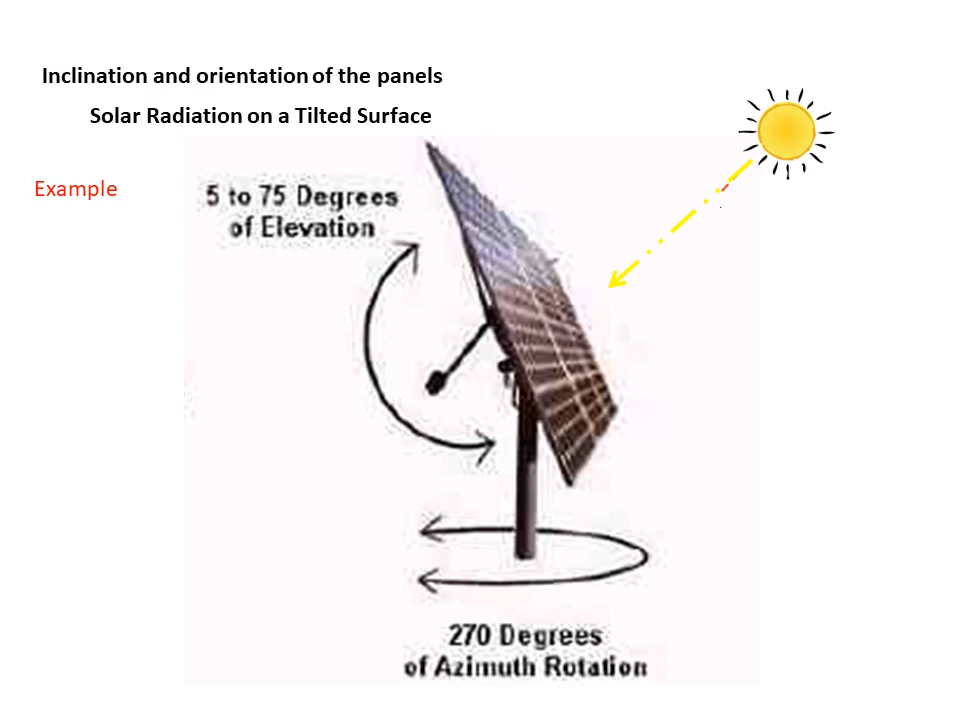 Inclination and orientation of the panels
Solar Radiation on a Tilted Surface
Example
5 to 75 Degrees
of Elevation
270 Degrees
of Azimuth Rotation